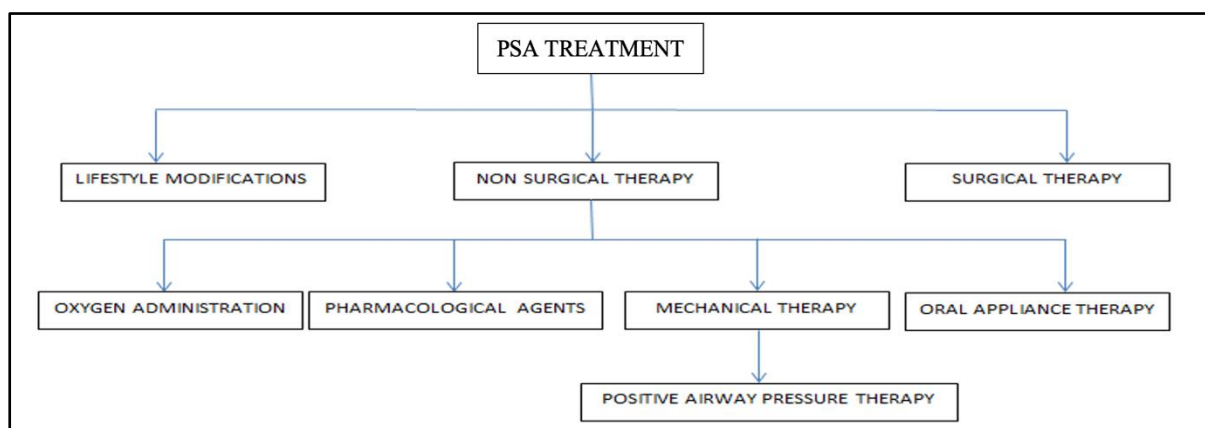 PSA TREATMENT
LIFESTYLE MODIFICATIONS
NON SURGICAL THERAPY
SURGICAL THERAPY
OXYGEN ADMINISTRATION
PHARMACOLOGICAL AGENTS
MECHANICAL THERAPY
ORAL APPLIANCE THERAPY
POSITIVE AIRWAY PRESSURE THERAPY